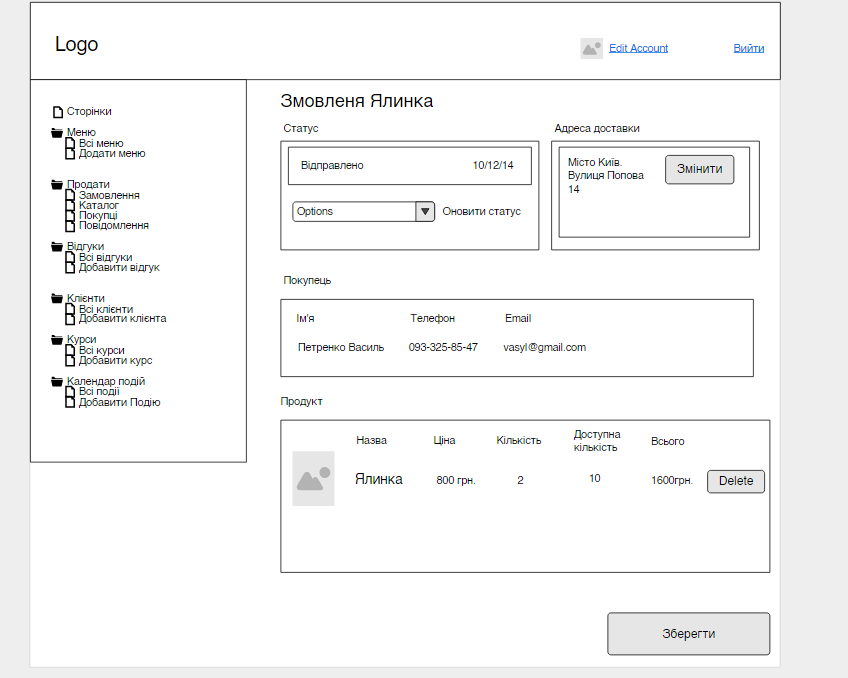 Logo
Edit Account
Вийти
Сторінки
Меню
Всі меню
Додати меню
Продати
Замовлення
Каталог
Покупці
Повідомлення
Відгуки
Всі відгуки
Добавити відгук
Клієнти
Всі клієнти
Добавити клієнта
Курси
Всі курси
Добавити курс
Календар подій
Всі події
Добавити Подію
Змовленя Ялинка
Статус
Відправлено 10/12/14
Options Оновити статус
Адреса доставки
Місто Київ.
Вулиця Попова
14
Змінити
Покупець
Ім'я Телефон Email
Петренко Василь 093-325-85-47 vasyl@gmail.com
Продукт
Назва Ціна Кількість Доступна кількість Всього
Ялинка 800 грн. 2 10 1600грн. Delete
Зберегти